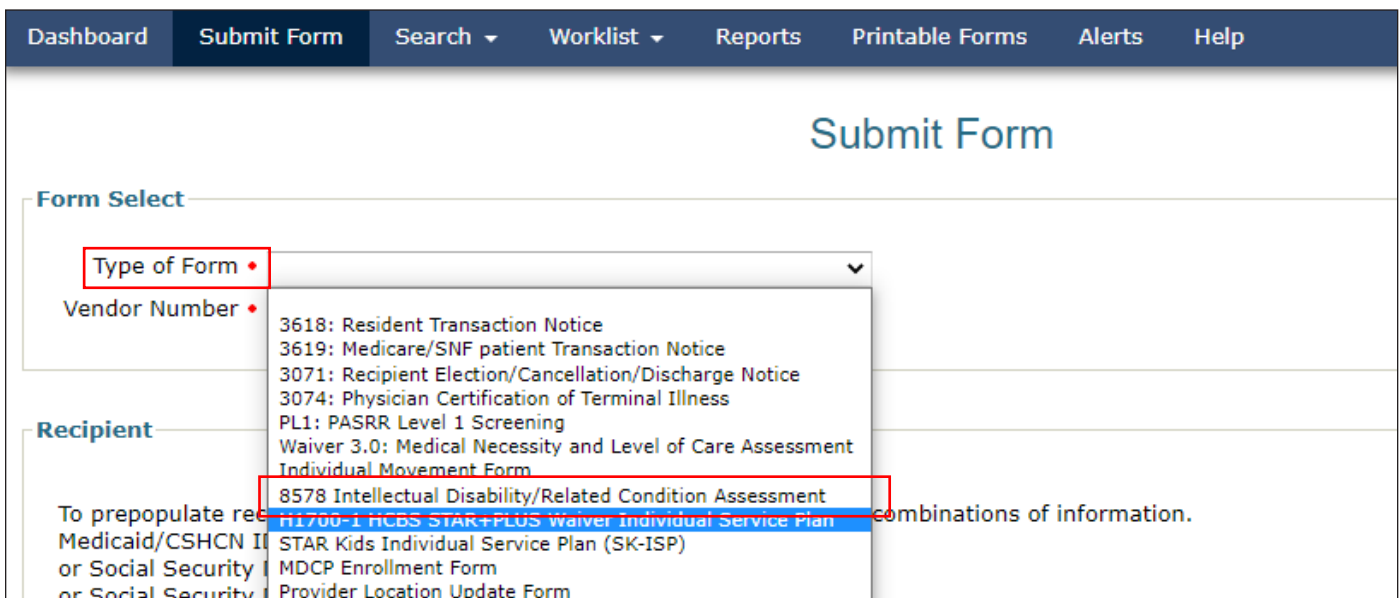 Dashboard Submit Form Search Worklist Reports Printable Forms Alerts Help
Submit Form
Form Select
Type of Form
Vendor Number
3618: Resident Transaction Notice
3619: Medicare/SNF patient Transaction Notice
3071: Recipient Election/Cancellation/Discharge Notice
3074: Physician Certification of Terminal Illness
PL1: PASRR Level 1 Screening
Waiver 3.0: Medical Necessity and Level of Care Assessment
Individual Movement Form
8578 Intellectual Disability/Related Condition Assessment
H1700-1 HCBS STAR+PLUS Waiver Individual Service Plan
STAR Kids Individual Service Plan (SK-ISP)
MDCP Enrollment Form
Provider Location Update Form
Recipient
To prepopulate combinations of information.
Medicaid/CSHCN
or Social Security
or Social Security